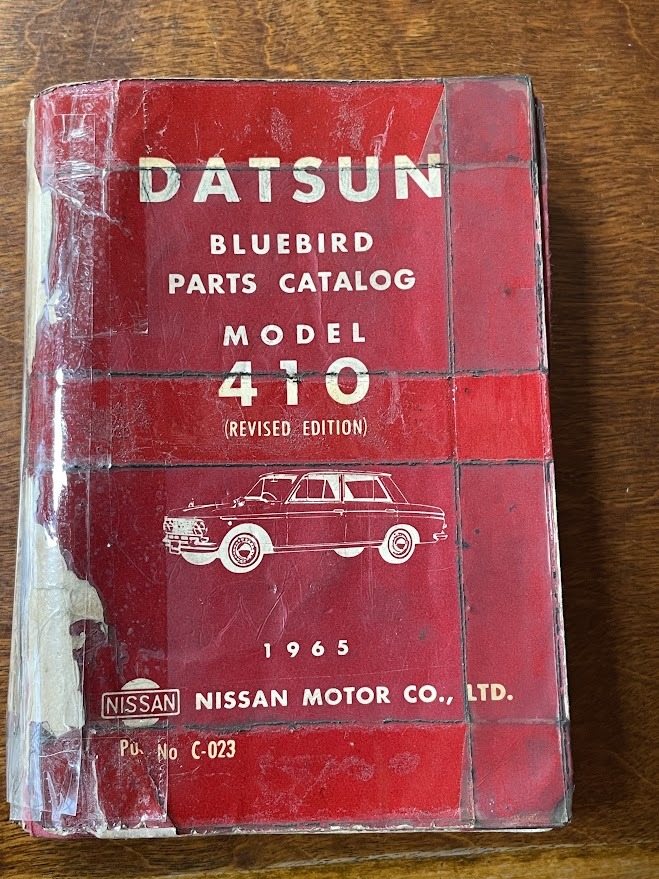 DATSUN
BLUEBIRD
PARTS CATALOG
MODEL
410
(REVISED EDITION)
1965
NISSAN NISSAN MOTOR CO., LTD.
No C-023